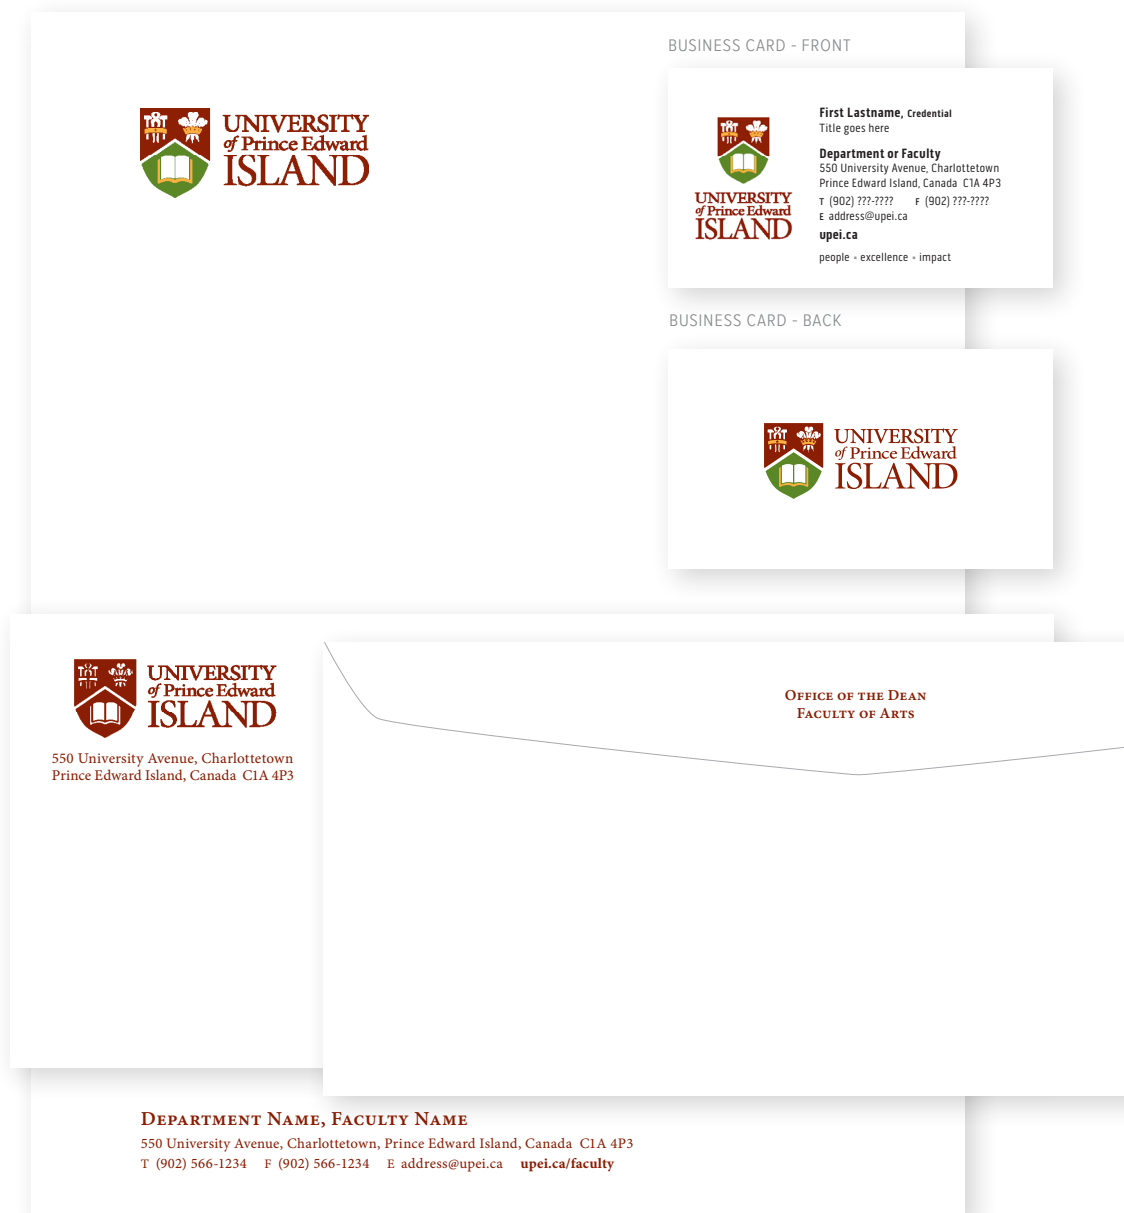 UNIVERSITY
of Prince Edward
ISLAND
BUSINESS CARD - FRONT
UNIVERSITY
of Prince Edward
ISLAND
First Lastname, Credential
Title goes here
Department or Faculty
550 University Avenue, Charlottetown
Prince Edward Island, Canada C1A 4P3
T (902) ???-???? F (902) ???-????
E address@upei.ca
upei.ca
people • excellence • impact
BUSINESS CARD - BACK
UNIVERSITY
of Prince Edward
ISLAND
UNIVERSITY
of Prince Edward
ISLAND
550 University Avenue, Charlottetown
Prince Edward Island, Canada C1A 4P3
Office of the Dean
Faculty of Arts
Department Name, Faculty Name
550 University Avenue, Charlottetown, Prince Edward Island, Canada C1A 4P3
T (902) 566-1234 F (902) 566-1234 E address@upei.ca upei.ca/faculty